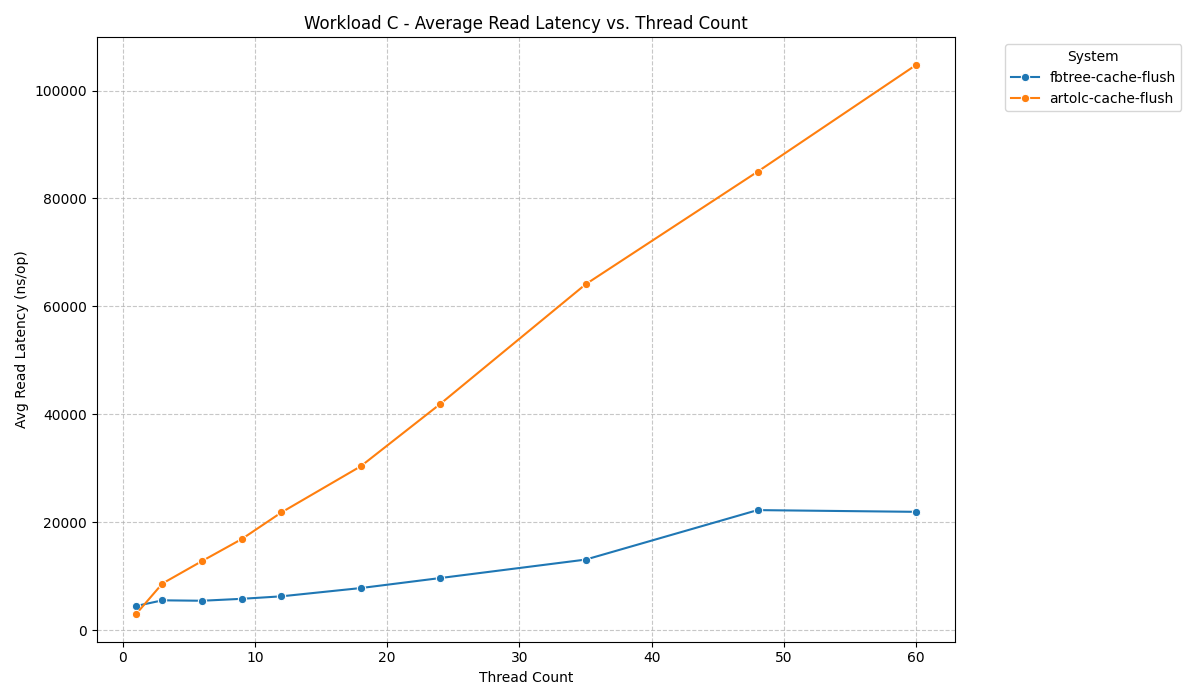 Workload C - Average Read Latency vs. Thread Count
System
fbtree-cache-flush
artolc-cache-flush
Avg Read Latency (ns/op)
100000
80000
60000
40000
20000
0
0 10 20 30 40 50 60
Thread Count